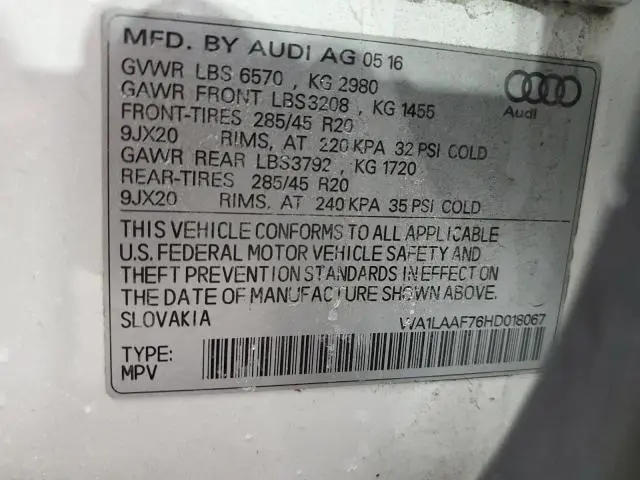 MFD. BY AUDI AG 05 16
GVWR LBS 6570 , KG 2980
GAWR FRONT LBS3208 , KG 1455
FRONT-TIRES 285/45 R20
9JX20 RIMS, AT 220 KPA 32 PSI COLD
GAWR REAR LBS3792 , KG 1720
REAR-TIRES 285/45 R20
9JX20 RIMS, AT 240 KPA 35 PSI COLD
Audi
THIS VEHICLE CONFORMS TO ALL APPLICABLE
U.S. FEDERAL MOTOR VEHICLE SAFETY AND
THEFT PREVENTION STANDARDS IN EFFECT ON
THE DATE OF MANUFACTURE SHOWN ABOVE.
SLOVAKIA WA1LAAF76HD018067
TYPE:
MPV